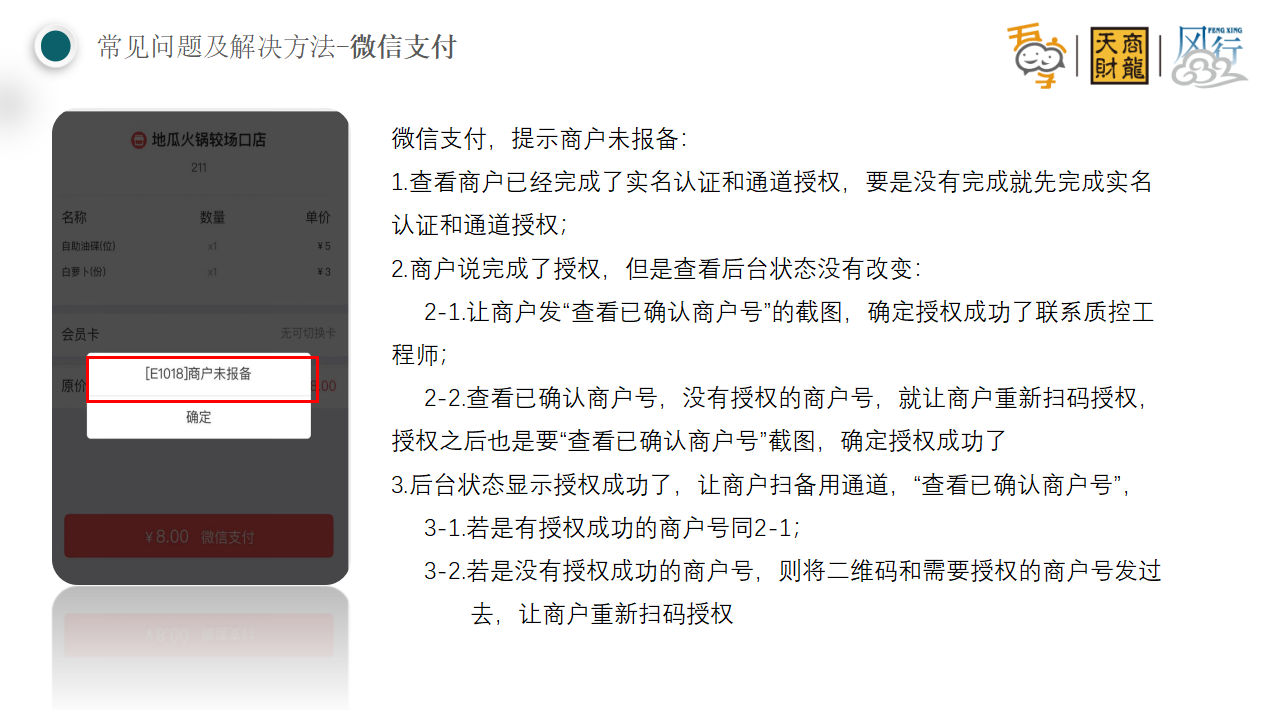 常见问题及解决方法-微信支付
吾享
天商
財龍
FENG XING
风行
地瓜火锅较场口店
211
名称 数量 单价
自助油碟(位) x1 ¥5
白萝卜(份) x1 ¥3
会员卡 无可切换卡
原价 8.00
[E1018]商户未报备
确定
¥8.00 微信支付
微信支付，提示商户未报备：
1.查看商户已经完成了实名认证和通道授权，要是没有完成就先完成实名
认证和通道授权；
2.商户说完成了授权，但是查看后台状态没有改变：
2-1.让商户发“查看已确认商户号”的截图，确定授权成功了联系质控工
程师；
2-2.查看已确认商户号，没有授权的商户号，就让商户重新扫码授权，
授权之后也是要“查看已确认商户号”截图，确定授权成功了
3.后台状态显示授权成功了，让商户扫备用通道，“查看已确认商户号”，
3-1.若是有授权成功的商户号同2-1；
3-2.若是没有授权成功的商户号，则将二维码和需要授权的商户号发过
去，让商户重新扫码授权